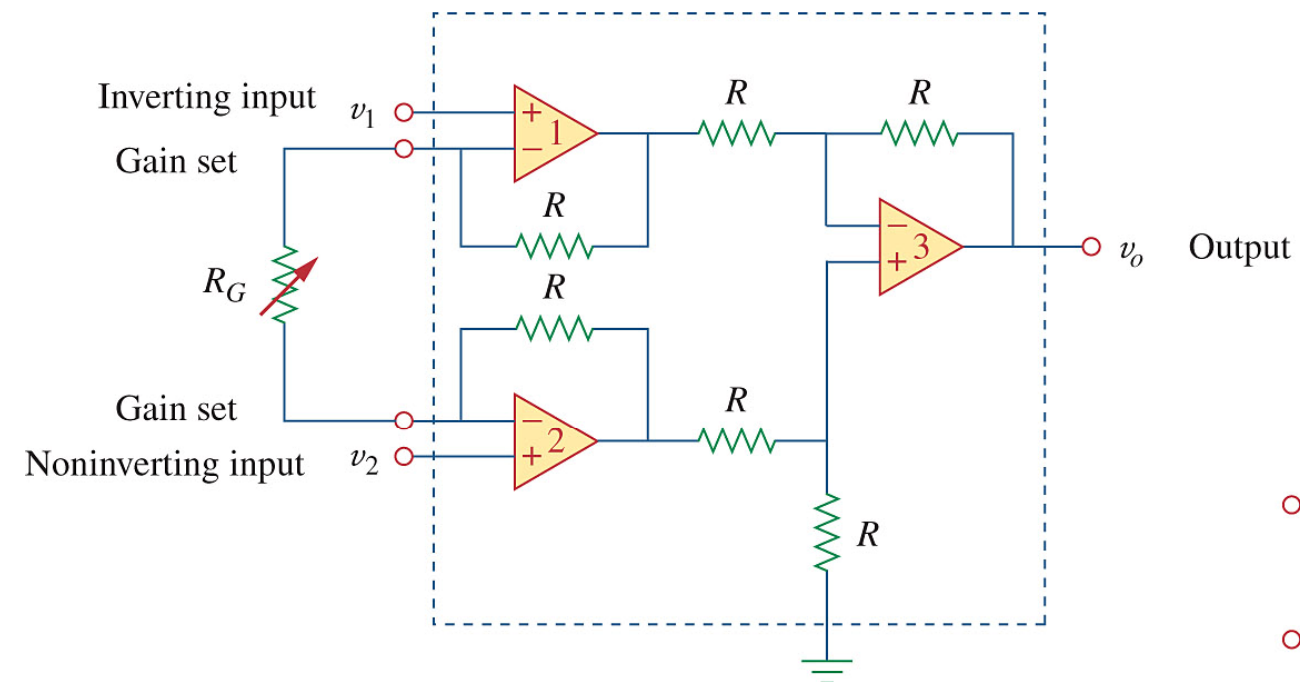 Inverting input v1
+
1
−
Gain set
R
R
R
RG
R
−
3
+
vo Output
Gain set
−
2
+
Noninverting input v2
R
R